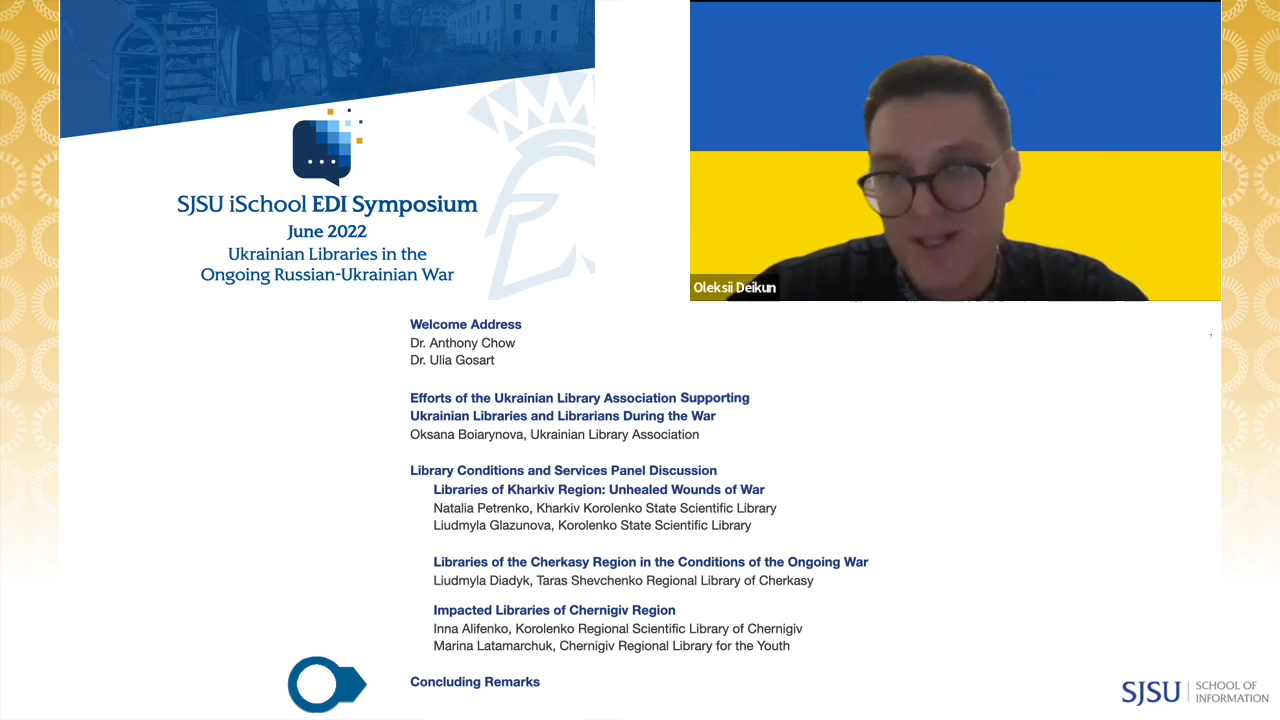 SJSU iSchool EDI Symposium
June 2022
Ukrainian Libraries in the
Ongoing Russian-Ukrainian War
Oleksii Deikun
Welcome Address
Dr. Anthony Chow
Dr. Ulia Gosart
Efforts of the Ukrainian Library Association Supporting
Ukrainian Libraries and Librarians During the War
Oksana Boiarynova, Ukrainian Library Association
Library Conditions and Services Panel Discussion
Libraries of Kharkiv Region: Unhealed Wounds of War
Natalia Petrenko, Kharkiv Korolenko State Scientific Library
Liudmyla Glazunova, Korolenko State Scientific Library
Libraries of the Cherkasy Region in the Conditions of the Ongoing War
Liudmyla Diadyk, Taras Shevchenko Regional Library of Cherkasy
Impacted Libraries of Chernigiv Region
Inna Alifenko, Korolenko Regional Scientific Library of Chernigiv
Marina Latamarchuk, Chernigiv Regional Library for the Youth
Concluding Remarks
SJSU | SCHOOL OF
INFORMATION